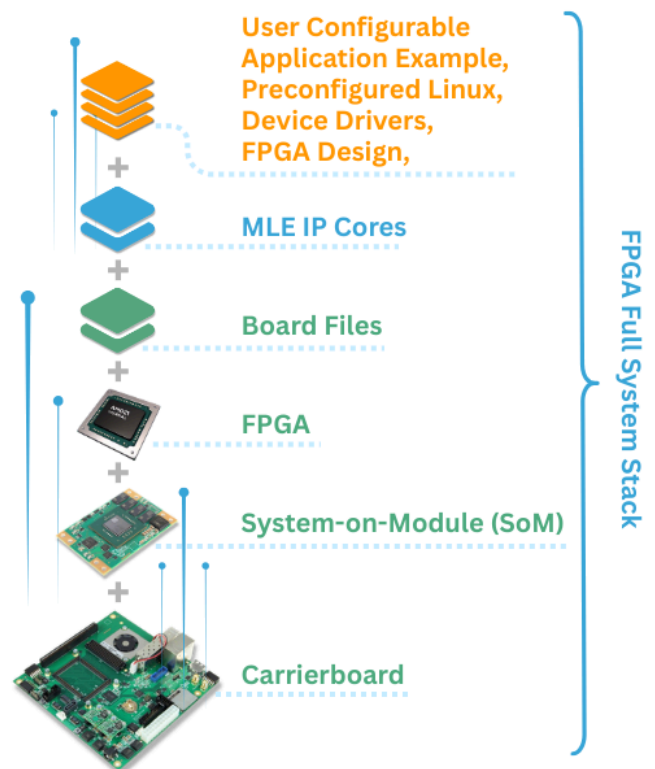 User Configurable
Application Example,
Preconfigured Linux,
Device Drivers,
FPGA Design,
MLE IP Cores
Board Files
FPGA
System-on-Module (SoM)
Carrierboard
FPGA Full System Stack
AMD